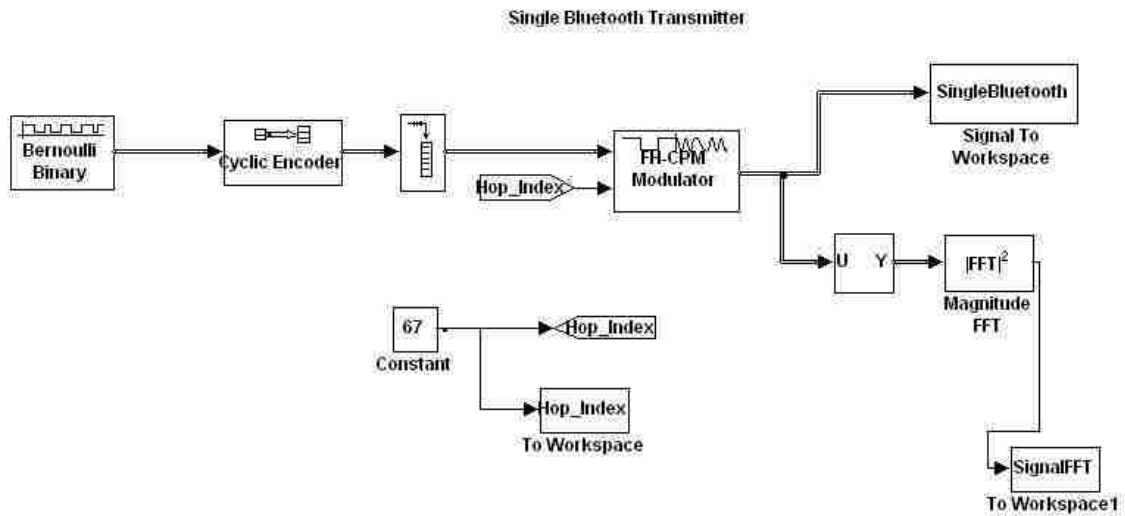 Single Bluetooth Transmitter
SingleBluetooth
Signal To
Workspace
Bernoulli
Binary
Cyclic Encoder
FH-CPM
Modulator
Hop_Index
U Y
|FFT|²
Magnitude
FFT
67
Constant
Hop_Index
Hop_Index
To Workspace
SignalFFT
To Workspace1